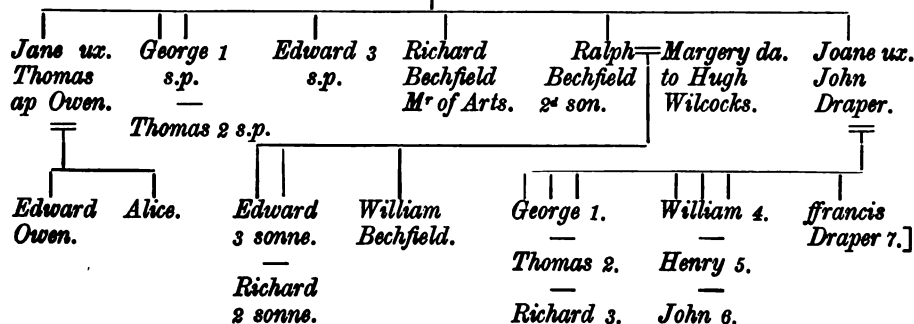 Jane ux. George 1 Edward 3 Richard Ralph Margery da. Joane ux.
Thomas s.p. s.p. Bechfield Bechfield to Hugh John
ap Owen. — Mr of Arts. 2d son. Wilcocks. Draper.
Thomas 2 s.p.
Edward Alice. Edward William George 1. William 4. ffrancis
Owen. 3 sonne. Bechfield. — — Draper 7.]
— Thomas 2. Henry 5.
Richard — —
2 sonne. Richard 3. John 6.